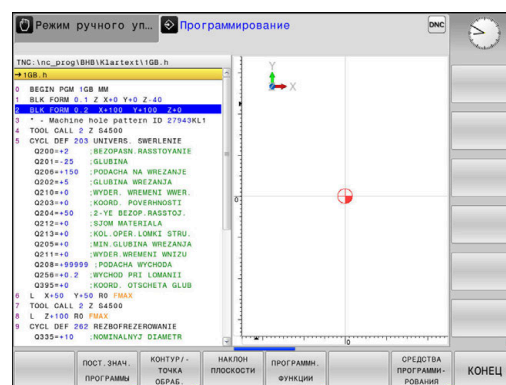 Режим ручного уп…
Программирование
DNC
TNC:\nc_prog\BHB\Klartext\1GB.h
→1GB.h
0 BEGIN PGM 1GB MM
1 BLK FORM 0.1 Z X+0 Y+0 Z-40
2 BLK FORM 0.2 X+100 Y+100 Z+0
3 * - Machine hole pattern ID 27943KL1
4 TOOL CALL 2 Z S4500
5 CYCL DEF 203 UNIVERS. SWERLENIE
Q200=+2 ;BEZOPASN.RASSTOYANIE
Q201=-25 ;GLUBINA
Q206=+150 ;PODACHA NA WREZANJE
Q202=+5 ;GLUBINA WREZANJA
Q210=+0 ;WYDER. WREMENI WWER.
Q203=+0 ;KOORD. POVERHNOSTI
Q204=+50 ;2-YE BEZOP.RASSTOJ.
Q212=+0 ;SJOM MATERIALA
Q213=+0 ;KOL.OPER.LOMKI STRU.
Q205=+0 ;MIN.GLUBINA WREZANJA
Q211=+0 ;WYDER.WREMENI WNIZU
Q208=+99999 ;PODACHA WYCHODA
Q256=+0.2 ;WYCHOD PRI LOMANII
Q395=+0 ;KOORD. OTSCHETA GLUB
6 L X+50 Y+50 R0 FMAX
7 TOOL CALL 2 Z S4500
8 L Z+100 R0 FMAX
9 CYCL DEF 262 REZBOFREZEROWANIE
Q335=+10 ;NOMINALNYJ DIAMETR
Y
X
0
0
ПОСТ.ЗНАЧ.
ПРОГРАММЫ
КОНТУР/-
ТОЧКА
ОБРАБ.
НАКЛОН
ПЛОСКОСТИ
ПРОГРАММН.
ФУНКЦИИ
СРЕДСТВА
ПРОГРАММИ-
РОВАНИЯ
КОНЕЦ